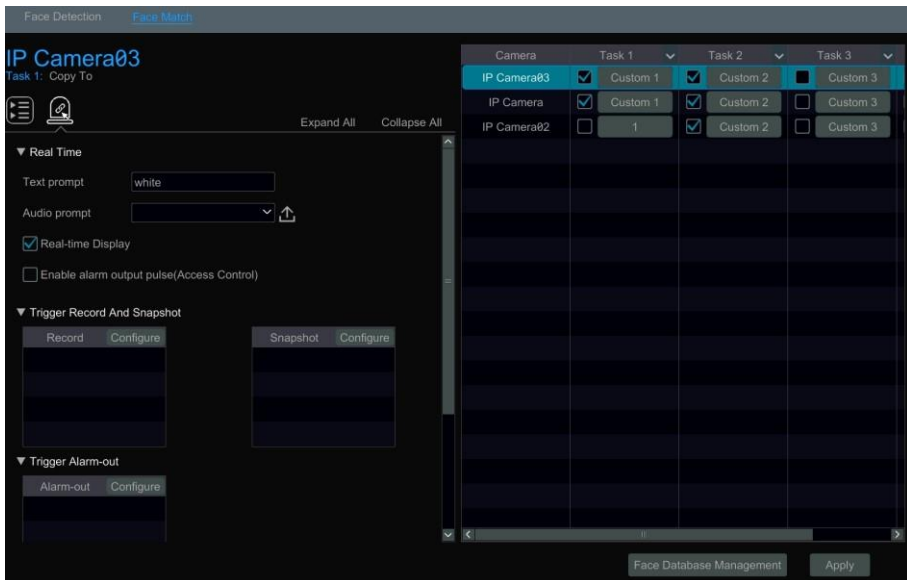 Face Detection Face Match
IP Camera03
Task 1: Copy To
Expand All Collapse All
Real Time
Text prompt white
Audio prompt
Real-time Display
Enable alarm output pulse(Access Control)
Trigger Record And Snapshot
Record Configure Snapshot Configure
Trigger Alarm-out
Alarm-out Configure
Camera Task 1 Task 2 Task 3
IP Camera03 Custom 1 Custom 2 Custom 3
IP Camera Custom 1 Custom 2 Custom 3
IP Camera02 1 Custom 2 Custom 3
Face Database Management Apply